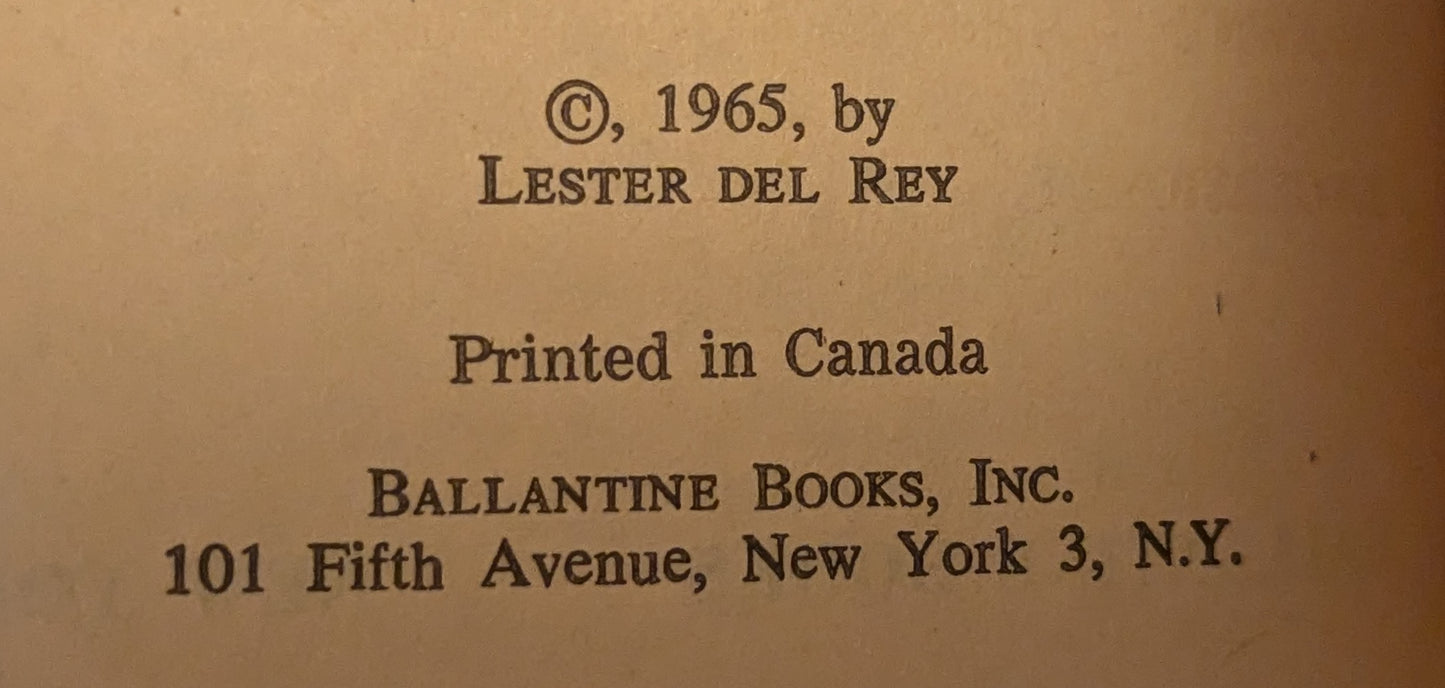 ©, 1965, by
LESTER DEL REY
Printed in Canada
BALLANTINE BOOKS, INC.
101 Fifth Avenue, New York 3, N.Y.